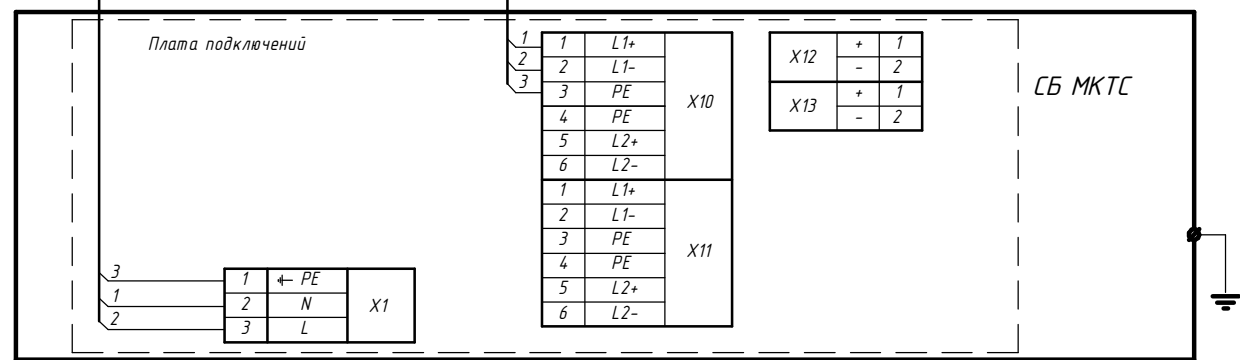 Плата подключений
СБ МКТС
1
2
3
1 L1+
2 L1-
3 PE
4 PE
5 L2+
6 L2-
X10
1 L1+
2 L1-
3 PE
4 PE
5 L2+
6 L2-
X11
X12 + 1
- 2
X13 + 1
- 2
3
1
2
1 PE
2 N
3 L
X1